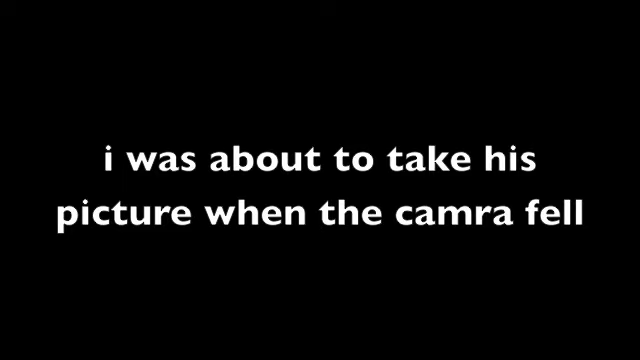 i was about to take his
picture when the camra fell